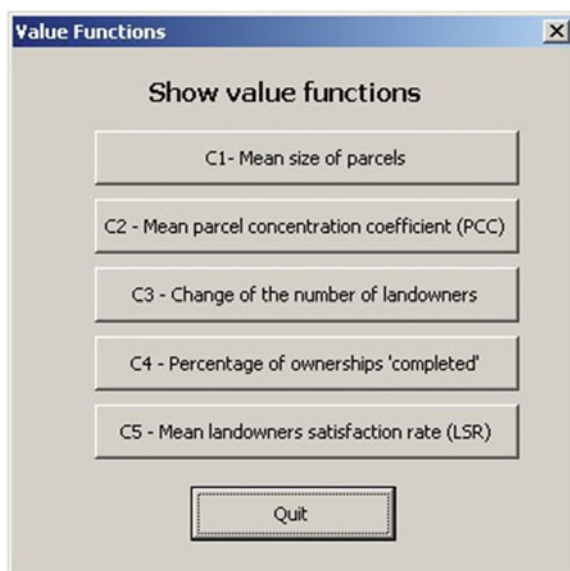 Value Functions
Show value functions
C1- Mean size of parcels
C2 - Mean parcel concentration coefficient (PCC)
C3 - Change of the number of landowners
C4 - Percentage of ownerships 'completed'
C5 - Mean landowners satisfaction rate (LSR)
Quit